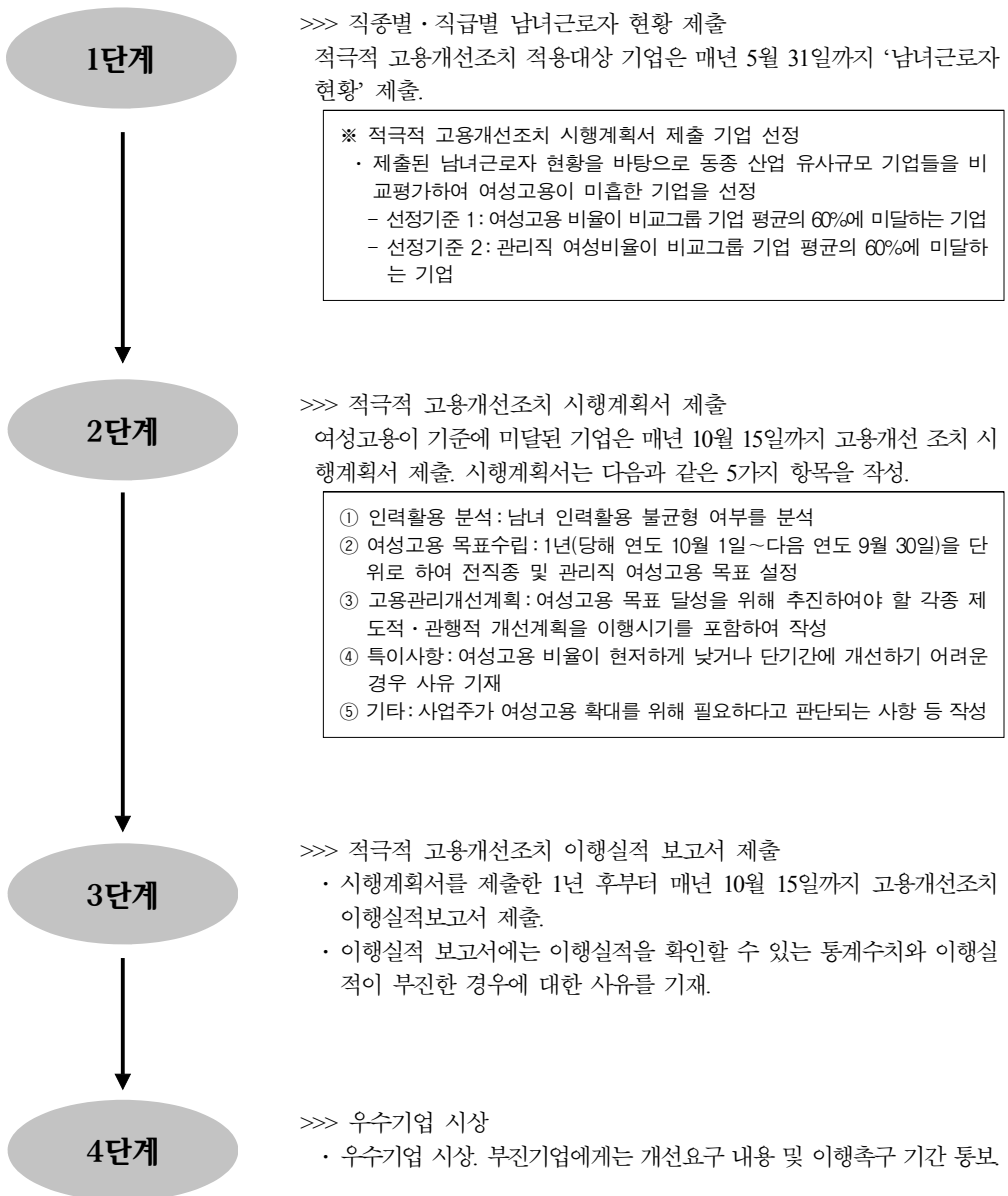 1단계
>>> 직종별·직급별 남녀근로자 현황 제출
적극적 고용개선조치 적용대상 기업은 매년 5월 31일까지 ‘남녀근로자
현황’ 제출.
※ 적극적 고용개선조치 시행계획서 제출 기업 선정
· 제출된 남녀근로자 현황을 바탕으로 동종 산업 유사규모 기업들을 비
교평가하여 여성고용이 미흡한 기업을 선정
- 선정기준 1:여성고용 비율이 비교그룹 기업 평균의 60%에 미달하는 기업
- 선정기준 2:관리직 여성비율이 비교그룹 기업 평균의 60%에 미달하
는 기업
2단계
>>> 적극적 고용개선조치 시행계획서 제출
여성고용이 기준에 미달된 기업은 매년 10월 15일까지 고용개선 조치 시
행계획서 제출. 시행계획서는 다음과 같은 5가지 항목을 작성.
① 인력활용 분석:남녀 인력활용 불균형 여부를 분석
② 여성고용 목표수립:1년(당해 연도 10월 1일~다음 연도 9월 30일)을 단
위로 하여 전직종 및 관리직 여성고용 목표 설정
③ 고용관리개선계획:여성고용 목표 달성을 위해 추진하여야 할 각종 제
도적·관행적 개선계획을 이행시기를 포함하여 작성
④ 특이사항:여성고용 비율이 현저하게 낮거나 단기간에 개선하기 어려운
경우 사유 기재
⑤ 기타:사업주가 여성고용 확대를 위해 필요하다고 판단되는 사항 등 작성
3단계
>>> 적극적 고용개선조치 이행실적 보고서 제출
· 시행계획서를 제출한 1년 후부터 매년 10월 15일까지 고용개선조치
이행실적보고서 제출.
· 이행실적 보고서에는 이행실적을 확인할 수 있는 통계수치와 이행실
적이 부진한 경우에 대한 사유를 기재.
4단계
>>> 우수기업 시상
· 우수기업 시상. 부진기업에게는 개선요구 내용 및 이행촉구 기간 통보.